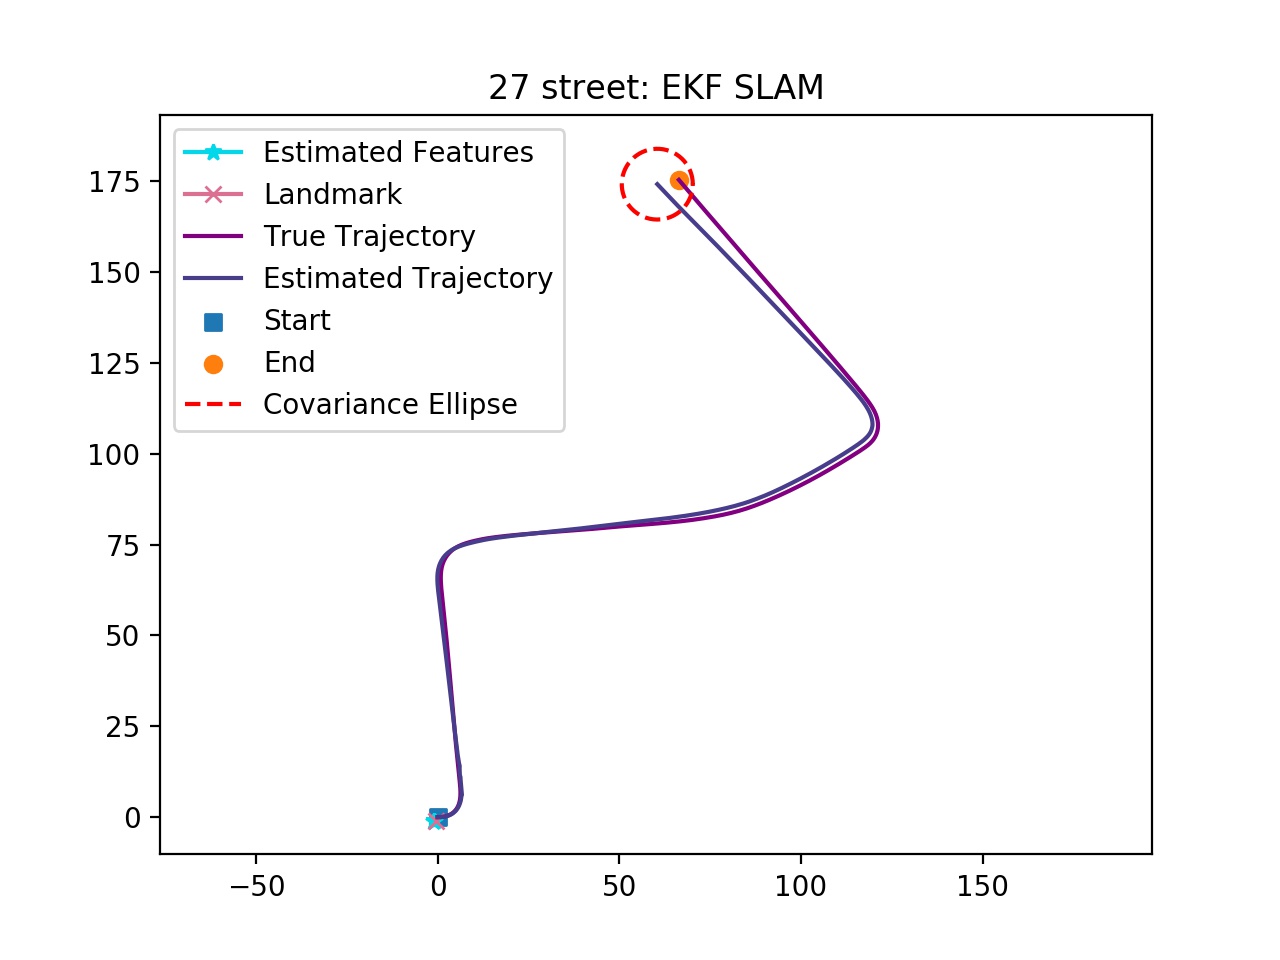 27 street: EKF SLAM
Estimated Features
Landmark
True Trajectory
Estimated Trajectory
Start
End
Covariance Ellipse
175
150
125
100
75
50
25
0
−50 0 50 100 150